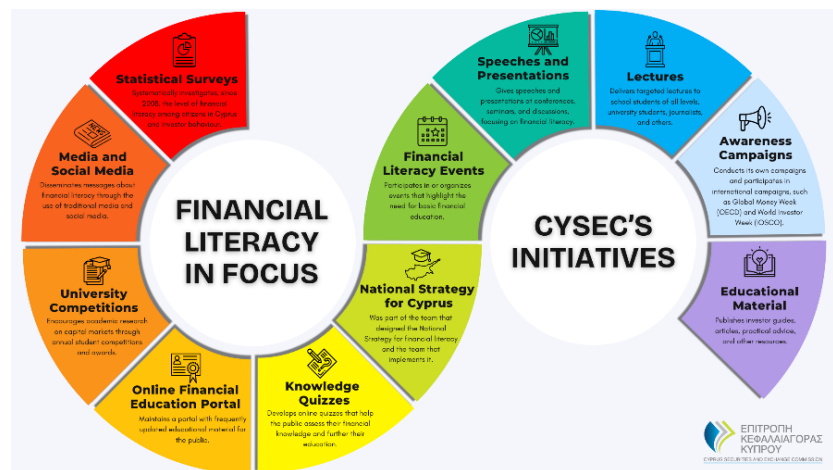 Statistical Surveys
Systematically investigates, since
2008, the level of financial
literacy among citizens in Cyprus
and investor behaviour.
Media and
Social Media
Disseminates messages about
financial literacy through the
use of traditional media and
social media.
University
Competitions
Encourages academic research
on capital markets through
annual student competitions
and awards.
Online Financial
Education Portal
Maintains a portal with frequently
updated educational material for
the public.
Knowledge
Quizzes
Develops online quizzes that help
the public assess their financial
knowledge and further their
education.
National Strategy
for Cyprus
Was part of the team that
designed the National
Strategy for financial literacy
and the team that
implements it.
Financial
Literacy Events
Participates in or organizes
events that highlight the
need for basic financial
education.
Speeches and
Presentations
Gives speeches and
presentations at conferences,
seminars, and discussions,
focusing on financial literacy.
Lectures
Delivers targeted lectures to
school students of all levels,
university students, journalists,
and others.
Awareness
Campaigns
Conducts its own campaigns
and participates in
international campaigns, such
as Global Money Week
(OECD) and World Investor
Week (IOSCO).
Educational
Material
Publishes investor guides,
articles, practical advice,
and other resources.
FINANCIAL
LITERACY
IN FOCUS
CYSEC'S
INITIATIVES
NEWS
ΕΠΙΤΡΟΠΗ
ΚΕΦΑΛΑΙΑΓΟΡΑΣ
ΚΥΠΡΟΥ
CYPRUS SECURITIES AND EXCHANGE COMMISSION